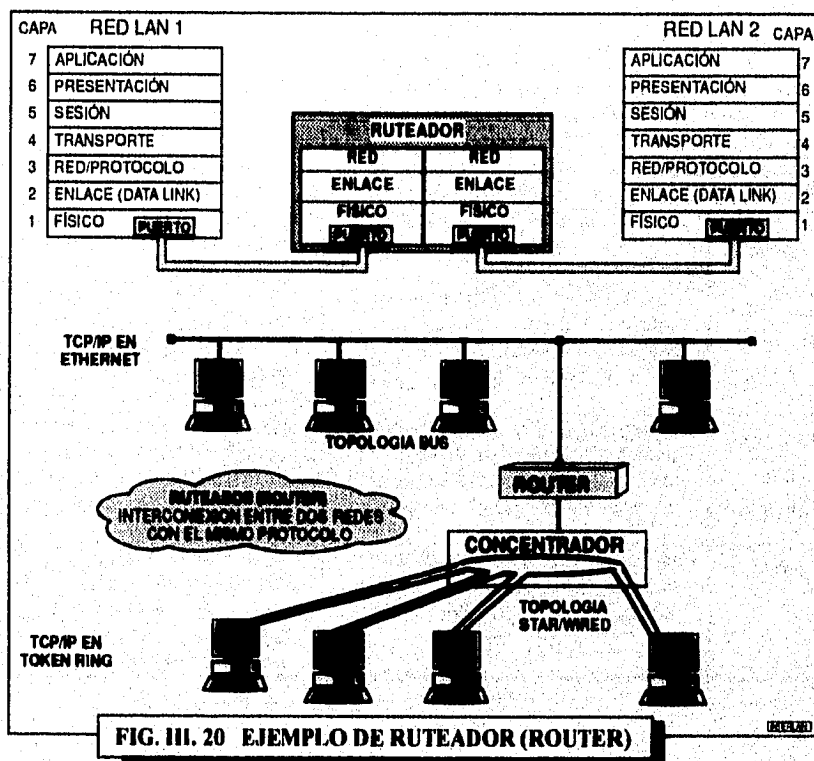 CAPA RED LAN 1
7 APLICACIÓN
6 PRESENTACIÓN
5 SESIÓN
4 TRANSPORTE
3 RED/PROTOCOLO
2 ENLACE (DATA LINK)
1 FÍSICO PUERTO
RUTEADOR
RED RED
ENLACE ENLACE
FÍSICO FÍSICO
PUERTO PUERTO
RED LAN 2 CAPA
APLICACIÓN 7
PRESENTACIÓN 6
SESIÓN 5
TRANSPORTE 4
RED/PROTOCOLO 3
ENLACE (DATA LINK) 2
FÍSICO PUERTO 1
TCP/IP EN
ETHERNET
TOPOLOGIA BUS
(ROUTER)
INTERCONEXION ENTRE DOS REDES
CON EL MISMO PROTOCOLO
ROUTER
CONCENTRADOR
TOPOLOGIA
STAR/WIRED
TCP/IP EN
TOKEN RING
FIG. III. 20 EJEMPLO DE RUTEADOR (ROUTER)